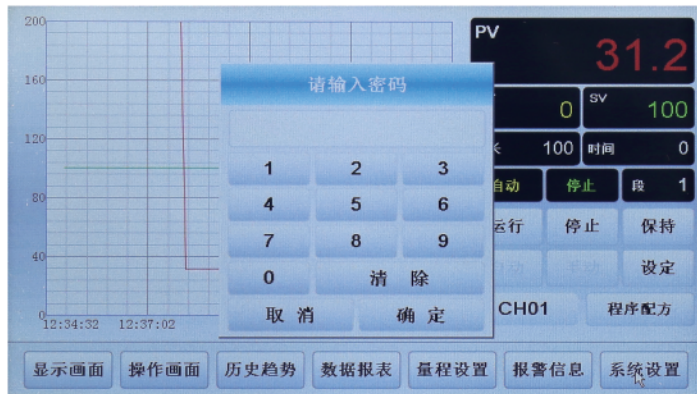 200
160
120
80
40
0
12:34:32 12:37:02
请输入密码
1 2 3
4 5 6
7 8 9
0 清 除
取 消 确 定
PV
31.2
0
SV
100
100
时间
0
自动 停止 段 1
运行 停止 保持
设定
CH01 程序配方
显示画面 操作画面 历史趋势 数据报表 量程设置 报警信息 系统设置